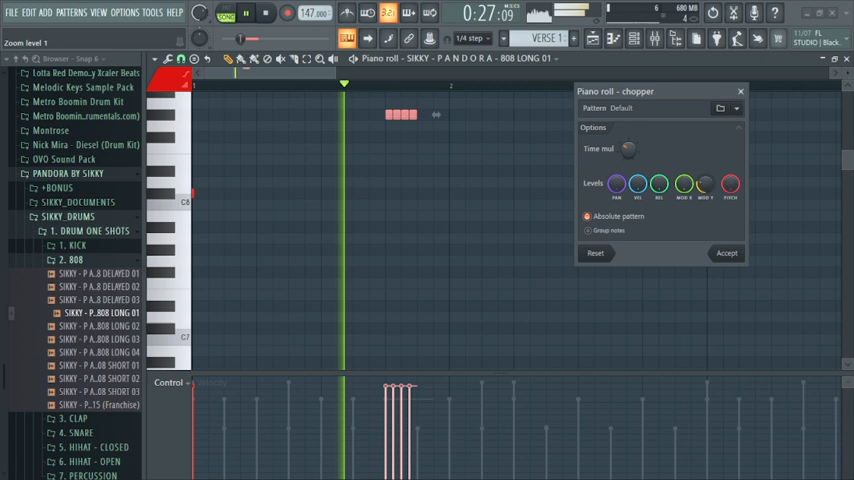 FILE EDIT ADD PATTERNS VIEW OPTIONS TOOLS HELP
Zoom level 1
SONG
147.000
3.2.
0:27:09
6
680 MB
4
1/4 step
VERSE 1
FL
STUDIO | Black..
Browser - Snap 6
Piano roll - SIKKY - P A N D O R A - 808 LONG 01
Lotta Red Demo..y Xcaler Beats
Melodic Keys Sample Pack
Metro Boomin Drum Kit
Metro Boomin...rumentals.com)
Montrose
Nick Mira - Diesel (Drum Kit)
OVO Sound Pack
PANDORA BY SIKKY
+BONUS
SIKKY_DOCUMENTS
SIKKY_DRUMS
1. DRUM ONE SHOTS
1. KICK
2. 808
SIKKY - P A..8 DELAYED 01
SIKKY - P A..8 DELAYED 02
SIKKY - P A..8 DELAYED 03
SIKKY - P..808 LONG 01
SIKKY - P A..808 LONG 02
SIKKY - P A..808 LONG 03
SIKKY - P A..808 LONG 04
SIKKY - P A..08 SHORT 01
SIKKY - P A..08 SHORT 02
SIKKY - P A..08 SHORT 03
SIKKY - P..15 (Franchise)
3. CLAP
4. SNARE
5. HIHAT - CLOSED
6. HIHAT - OPEN
7. PERCUSSION
1
2
C8
C7
Control
Velocity
Piano roll - chopper
Pattern Default
Options
Time mul
Levels
PAN VEL REL MOD X MOD Y PITCH
Absolute pattern
Group notes
Reset
Accept